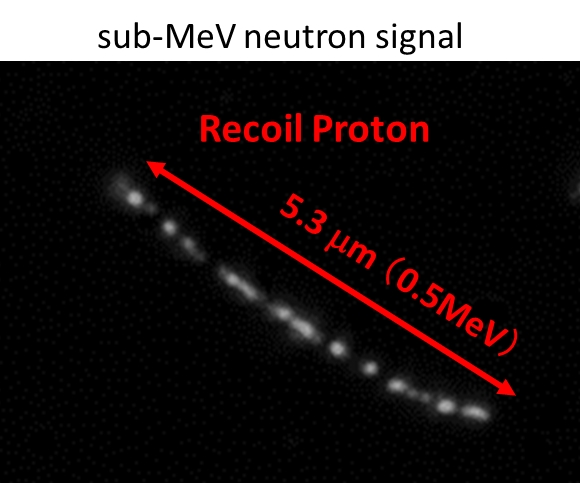 sub-MeV neutron signal
Recoil Proton
5.3 μm (0.5MeV)